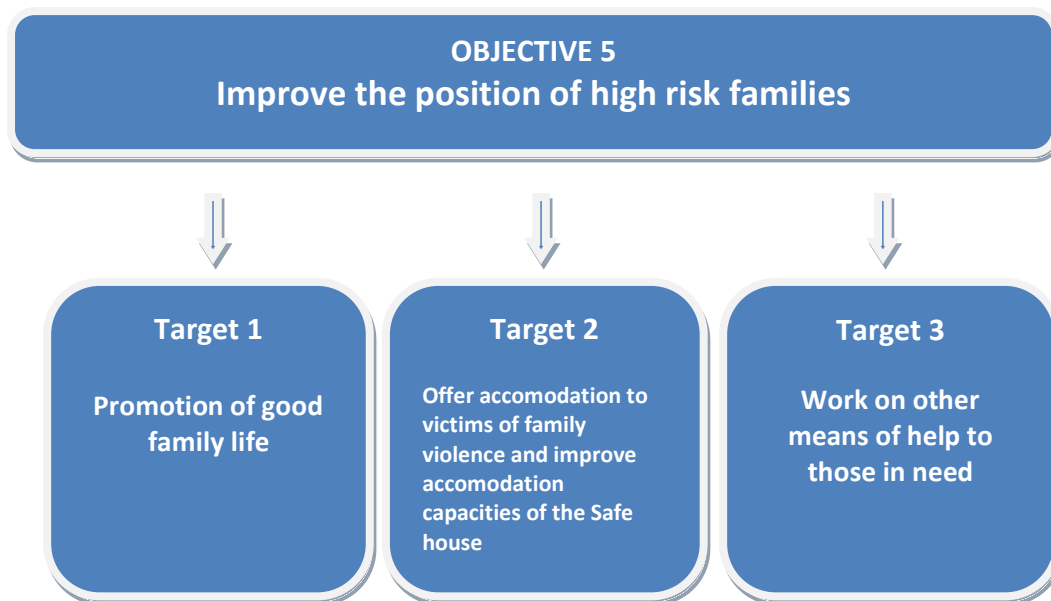 OBJECTIVE 5
Improve the position of high risk families
Target 1
Promotion of good
family life
Target 2
Offer accomodation to
victims of family
violence and improve
accomodation
capacities of the Safe
house
Target 3
Work on other
means of help to
those in need